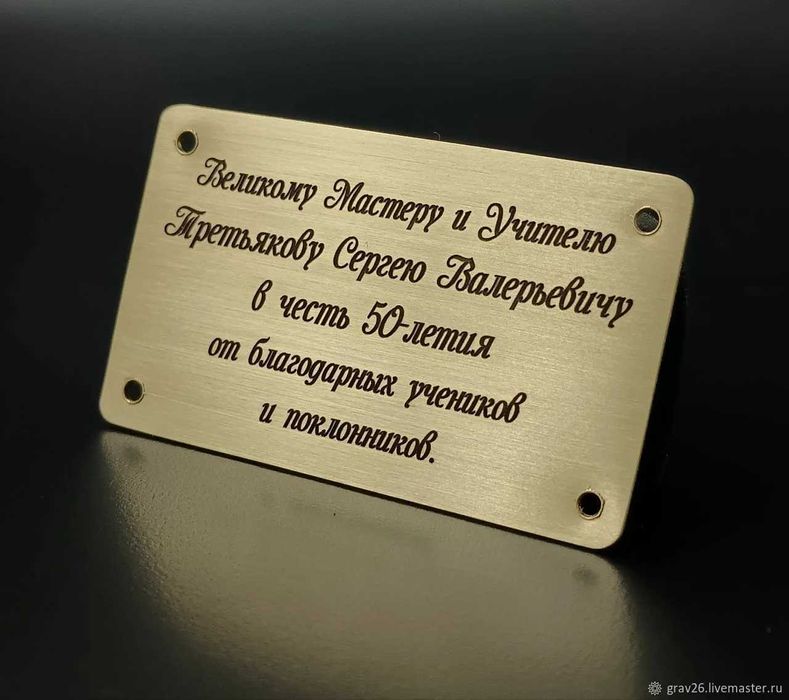 Великому Мастеру и Учителю
Третьякову Сергею Валерьевичу
в честь 50-летия
от благодарных учеников
и поклонников.
grav26.livemaster.ru